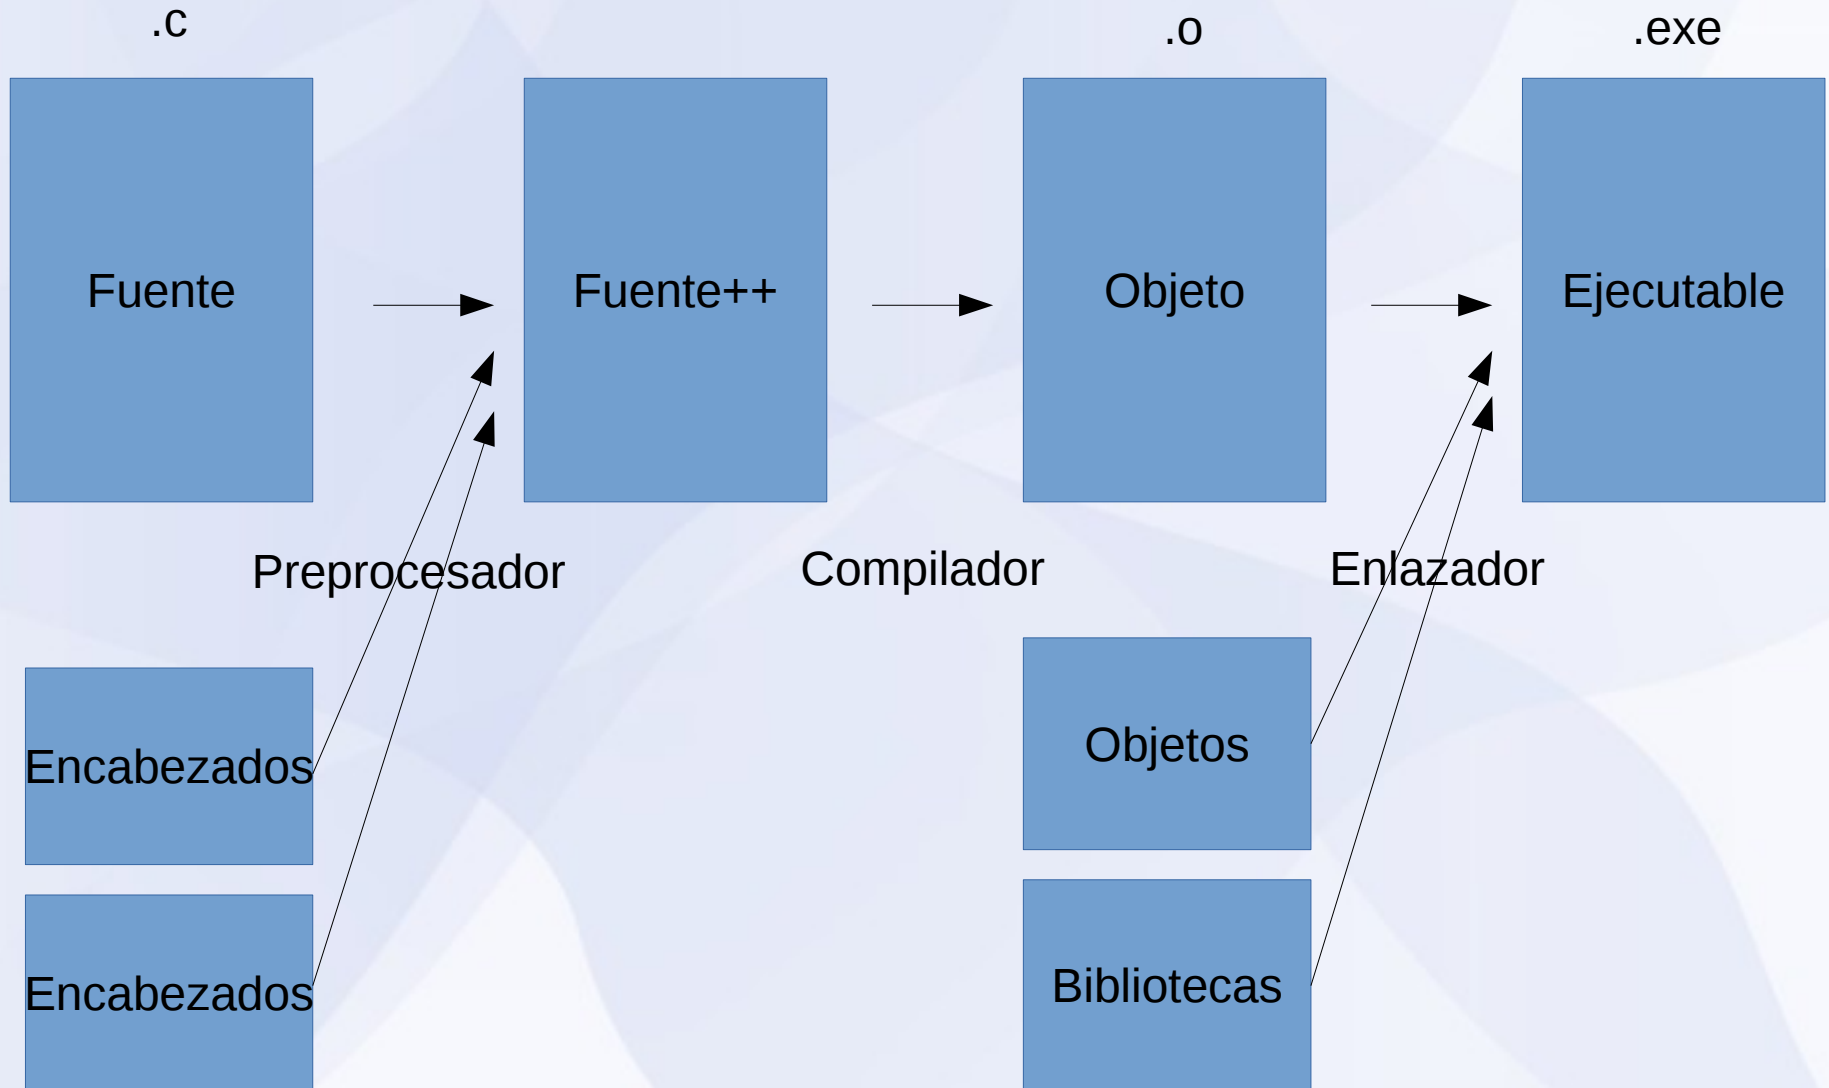 .c
.o
.exe
Fuente
Fuente++
Objeto
Ejecutable
Preprocesador
Compilador
Enlazador
Encabezados
Objetos
Encabezados
Bibliotecas